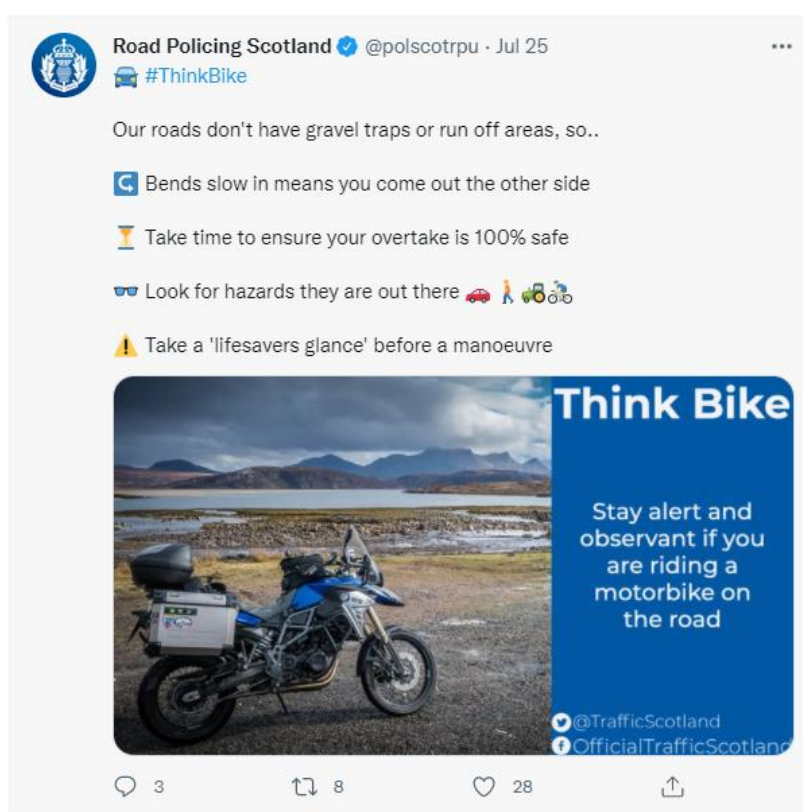 Road Policing Scotland @polscotrpu · Jul 25
#ThinkBike
Our roads don't have gravel traps or run off areas, so..
Bends slow in means you come out the other side
Take time to ensure your overtake is 100% safe
Look for hazards they are out there
Take a 'lifesavers glance' before a manoeuvre
Think Bike
Stay alert and
observant if you
are riding a
motorbike on
the road
@TrafficScotland
OfficialTrafficScotland
3 8 28